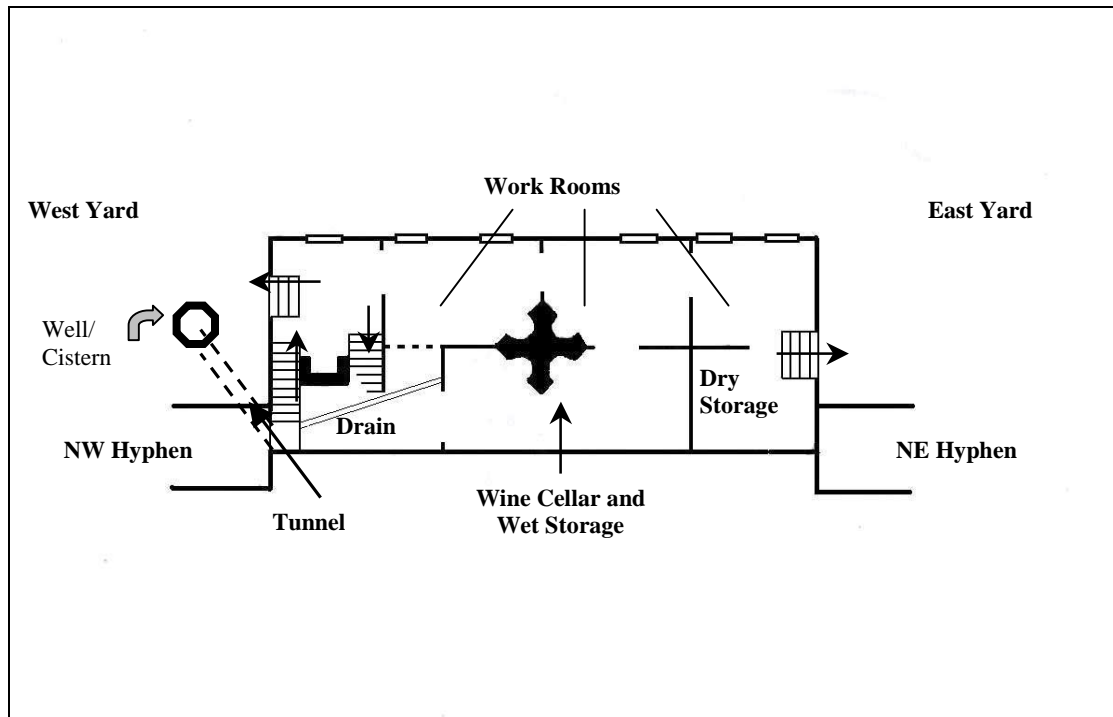 Work Rooms
West Yard
East Yard
Well/
Cistern
Dry
Storage
Drain
NW Hyphen
NE Hyphen
Wine Cellar and
Wet Storage
Tunnel